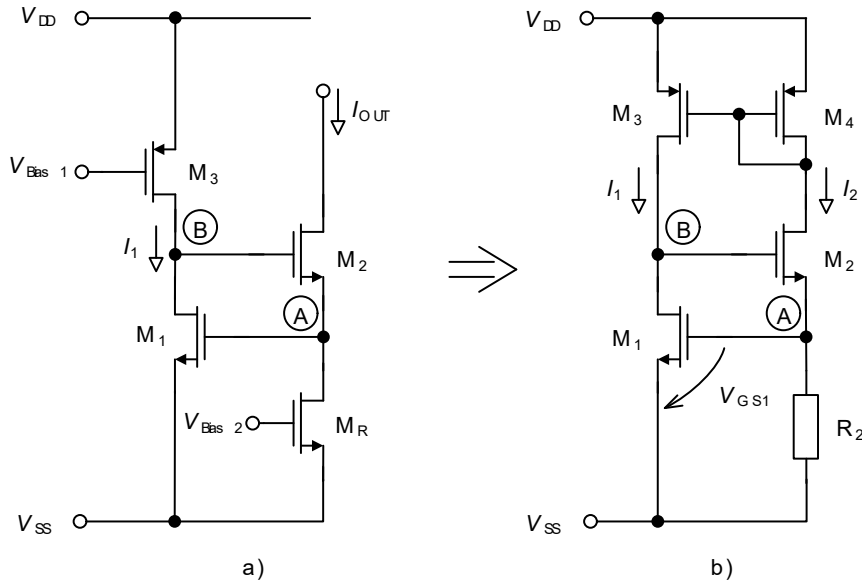 VDD
VDD
IOUT
M3
M4
VBias 1
M3
I1
I2
B
B
I1
M2
M2
A
A
M1
M1
VGS1
VBias 2
MR
R2
VSS
VSS
a)
b)